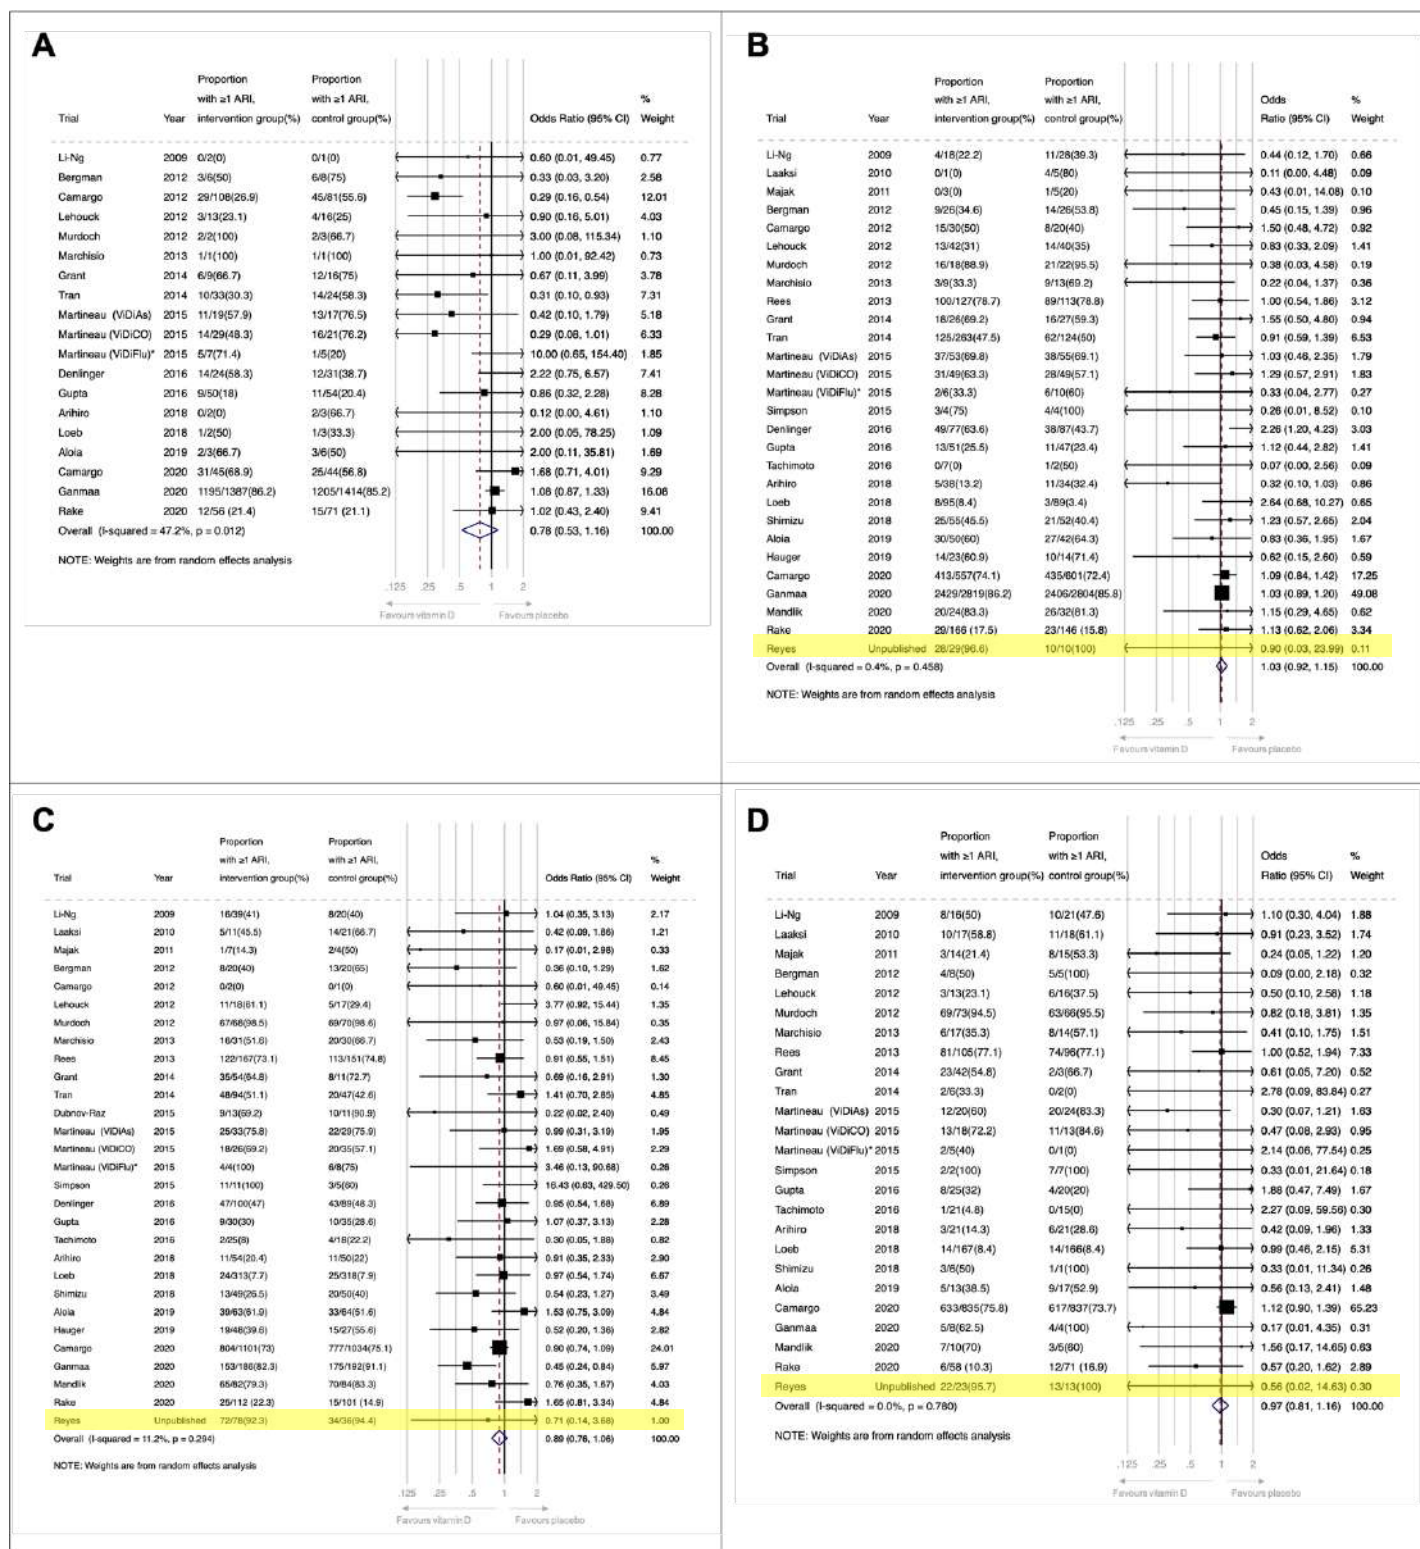 A
Proportion with ≥1 ARI, intervention group(%)
Proportion with ≥1 ARI, control group(%)
Trial Year Odds Ratio (95% CI) % Weight
Li-Ng 2009 0/2(0) 0/1(0) 0.60 (0.01, 49.45) 0.77
Bergman 2012 3/6(50) 6/8(75) 0.33 (0.03, 3.20) 2.58
Camargo 2012 29/108(26.9) 45/81(55.6) 0.29 (0.16, 0.54) 12.01
Lehouck 2012 3/13(23.1) 4/16(25) 0.90 (0.16, 5.01) 4.03
Murdoch 2012 2/2(100) 2/3(66.7) 3.00 (0.08, 115.34) 1.10
Marchisio 2013 1/1(100) 1/1(100) 1.00 (0.01, 92.42) 0.73
Grant 2014 6/9(66.7) 12/16(75) 0.67 (0.11, 3.99) 3.78
Tran 2014 10/33(30.3) 14/24(58.3) 0.31 (0.10, 0.93) 7.31
Martineau (ViDiAs) 2015 11/19(57.9) 13/17(76.5) 0.42 (0.10, 1.79) 5.18
Martineau (ViDiCO) 2015 14/29(48.3) 16/21(76.2) 0.29 (0.08, 1.01) 6.33
Martineau (ViDiFlu)* 2015 5/7(71.4) 1/5(20) 10.00 (0.65, 154.40) 1.85
Denlinger 2016 14/24(58.3) 12/31(38.7) 2.22 (0.75, 6.57) 7.41
Gupta 2016 9/50(18) 11/54(20.4) 0.86 (0.32, 2.28) 8.28
Arihiro 2018 0/2(0) 2/3(66.7) 0.12 (0.00, 4.61) 1.10
Loeb 2018 1/2(50) 1/3(33.3) 2.00 (0.05, 78.25) 1.09
Aloia 2019 2/3(66.7) 3/6(50) 2.00 (0.11, 35.81) 1.69
Camargo 2020 31/45(68.9) 25/44(56.8) 1.68 (0.71, 4.01) 9.29
Ganmaa 2020 1195/1387(86.2) 1205/1414(85.2) 1.08 (0.87, 1.33) 16.08
Rake 2020 12/56 (21.4) 15/71 (21.1) 1.02 (0.43, 2.40) 9.41
Overall (I-squared = 47.2%, p = 0.012) 0.78 (0.53, 1.16) 100.00
NOTE: Weights are from random effects analysis
.125 .25 .5 1 2
Favours vitamin D Favours placebo
B
Proportion with ≥1 ARI, intervention group(%)
Proportion with ≥1 ARI, control group(%)
Trial Year Odds Ratio (95% CI) % Weight
Li-Ng 2009 4/18(22.2) 11/28(39.3) 0.44 (0.12, 1.70) 0.66
Laaksi 2010 0/1(0) 4/5(80) 0.11 (0.00, 4.48) 0.09
Majak 2011 0/3(0) 1/5(20) 0.43 (0.01, 14.08) 0.10
Bergman 2012 9/26(34.6) 14/26(53.8) 0.45 (0.15, 1.39) 0.96
Camargo 2012 15/30(50) 8/20(40) 1.50 (0.48, 4.72) 0.92
Lehouck 2012 13/42(31) 14/40(35) 0.83 (0.33, 2.09) 1.41
Murdoch 2012 16/18(88.9) 21/22(95.5) 0.38 (0.03, 4.58) 0.19
Marchisio 2013 3/9(33.3) 9/13(69.2) 0.22 (0.04, 1.37) 0.36
Rees 2013 100/127(78.7) 89/113(78.8) 1.00 (0.54, 1.86) 3.12
Grant 2014 18/26(69.2) 16/27(59.3) 1.55 (0.50, 4.80) 0.94
Tran 2014 125/263(47.5) 62/124(50) 0.91 (0.59, 1.39) 6.53
Martineau (ViDiAs) 2015 37/53(69.8) 38/55(69.1) 1.03 (0.46, 2.35) 1.79
Martineau (ViDiCO) 2015 31/49(63.3) 28/49(57.1) 1.29 (0.57, 2.91) 1.83
Martineau (ViDiFlu)* 2015 2/6(33.3) 6/10(60) 0.33 (0.04, 2.77) 0.27
Simpson 2015 3/4(75) 4/4(100) 0.26 (0.01, 8.52) 0.10
Denlinger 2016 49/77(63.6) 38/87(43.7) 2.26 (1.20, 4.23) 3.03
Gupta 2016 13/51(25.5) 11/47(23.4) 1.12 (0.44, 2.82) 1.41
Tachimoto 2016 0/7(0) 1/2(50) 0.07 (0.00, 2.56) 0.09
Arihiro 2018 5/38(13.2) 11/34(32.4) 0.32 (0.10, 1.03) 0.86
Loeb 2018 8/95(8.4) 3/89(3.4) 2.64 (0.68, 10.27) 0.65
Shimizu 2018 25/55(45.5) 21/52(40.4) 1.23 (0.57, 2.65) 2.04
Aloia 2019 30/50(60) 27/42(64.3) 0.83 (0.36, 1.95) 1.67
Hauger 2019 14/23(60.9) 10/14(71.4) 0.62 (0.15, 2.60) 0.59
Camargo 2020 413/557(74.1) 435/601(72.4) 1.09 (0.84, 1.42) 17.25
Ganmaa 2020 2429/2819(86.2) 2406/2804(85.8) 1.03 (0.89, 1.20) 49.08
Mandlik 2020 20/24(83.3) 26/32(81.3) 1.15 (0.29, 4.65) 0.62
Rake 2020 29/166 (17.5) 23/146 (15.8) 1.13 (0.62, 2.06) 3.34
Reyes Unpublished 28/29(96.6) 10/10(100) 0.90 (0.03, 23.99) 0.11
Overall (I-squared = 0.4%, p = 0.458) 1.03 (0.92, 1.15) 100.00
NOTE: Weights are from random effects analysis
.125 .25 .5 1 2
Favours vitamin D Favours placebo
C
Proportion with ≥1 ARI, intervention group(%)
Proportion with ≥1 ARI, control group(%)
Trial Year Odds Ratio (95% CI) % Weight
Li-Ng 2009 16/39(41) 8/20(40) 1.04 (0.35, 3.13) 2.17
Laaksi 2010 5/11(45.5) 14/21(66.7) 0.42 (0.09, 1.86) 1.21
Majak 2011 1/7(14.3) 2/4(50) 0.17 (0.01, 2.98) 0.33
Bergman 2012 8/20(40) 13/20(65) 0.36 (0.10, 1.29) 1.62
Camargo 2012 0/2(0) 0/1(0) 0.60 (0.01, 49.45) 0.14
Lehouck 2012 11/18(61.1) 5/17(29.4) 3.77 (0.92, 15.44) 1.35
Murdoch 2012 67/68(98.5) 69/70(98.6) 0.97 (0.06, 15.84) 0.35
Marchisio 2013 16/31(51.6) 20/30(66.7) 0.53 (0.19, 1.50) 2.43
Rees 2013 122/167(73.1) 113/151(74.8) 0.91 (0.55, 1.51) 8.45
Grant 2014 35/54(64.8) 8/11(72.7) 0.69 (0.16, 2.91) 1.30
Tran 2014 48/94(51.1) 20/47(42.6) 1.41 (0.70, 2.85) 4.85
Dubnov-Raz 2015 9/13(69.2) 10/11(90.9) 0.22 (0.02, 2.40) 0.49
Martineau (ViDiAs) 2015 25/33(75.8) 22/29(75.9) 0.99 (0.31, 3.19) 1.95
Martineau (ViDiCO) 2015 18/26(69.2) 20/35(57.1) 1.69 (0.58, 4.91) 2.29
Martineau (ViDiFlu)* 2015 4/4(100) 6/8(75) 3.46 (0.13, 90.68) 0.26
Simpson 2015 11/11(100) 3/5(60) 16.43 (0.63, 429.50) 0.26
Denlinger 2016 47/100(47) 43/89(48.3) 0.95 (0.54, 1.68) 6.89
Gupta 2016 9/30(30) 10/35(28.6) 1.07 (0.37, 3.13) 2.28
Tachimoto 2016 2/25(8) 4/18(22.2) 0.30 (0.05, 1.88) 0.82
Arihiro 2018 11/54(20.4) 11/50(22) 0.91 (0.35, 2.33) 2.90
Loeb 2018 24/313(7.7) 25/318(7.9) 0.97 (0.54, 1.74) 6.67
Shimizu 2018 13/49(26.5) 20/50(40) 0.54 (0.23, 1.27) 3.49
Aloia 2019 39/63(61.9) 33/64(51.6) 1.53 (0.75, 3.09) 4.84
Hauger 2019 19/48(39.6) 15/27(55.6) 0.52 (0.20, 1.36) 2.82
Camargo 2020 804/1101(73) 777/1034(75.1) 0.90 (0.74, 1.09) 24.01
Ganmaa 2020 153/186(82.3) 175/192(91.1) 0.45 (0.24, 0.84) 5.97
Mandlik 2020 65/82(79.3) 70/84(83.3) 0.76 (0.35, 1.67) 4.03
Rake 2020 25/112 (22.3) 15/101 (14.9) 1.65 (0.81, 3.34) 4.84
Reyes Unpublished 72/78(92.3) 34/36(94.4) 0.71 (0.14, 3.68) 1.00
Overall (I-squared = 11.2%, p = 0.294) 0.89 (0.76, 1.06) 100.00
NOTE: Weights are from random effects analysis
.125 .25 .5 1 2
Favours vitamin D Favours placebo
D
Proportion with ≥1 ARI, intervention group(%)
Proportion with ≥1 ARI, control group(%)
Trial Year Odds Ratio (95% CI) % Weight
Li-Ng 2009 8/16(50) 10/21(47.6) 1.10 (0.30, 4.04) 1.88
Laaksi 2010 10/17(58.8) 11/18(61.1) 0.91 (0.23, 3.52) 1.74
Majak 2011 3/14(21.4) 8/15(53.3) 0.24 (0.05, 1.22) 1.20
Bergman 2012 4/8(50) 5/5(100) 0.09 (0.00, 2.18) 0.32
Lehouck 2012 3/13(23.1) 6/16(37.5) 0.50 (0.10, 2.58) 1.18
Murdoch 2012 69/73(94.5) 63/66(95.5) 0.82 (0.18, 3.81) 1.35
Marchisio 2013 6/17(35.3) 8/14(57.1) 0.41 (0.10, 1.75) 1.51
Rees 2013 81/105(77.1) 74/96(77.1) 1.00 (0.52, 1.94) 7.33
Grant 2014 23/42(54.8) 2/3(66.7) 0.61 (0.05, 7.20) 0.52
Tran 2014 2/6(33.3) 0/2(0) 2.78 (0.09, 83.84) 0.27
Martineau (ViDiAs) 2015 12/20(60) 20/24(83.3) 0.30 (0.07, 1.21) 1.63
Martineau (ViDiCO) 2015 13/18(72.2) 11/13(84.6) 0.47 (0.08, 2.93) 0.95
Martineau (ViDiFlu)* 2015 2/5(40) 0/1(0) 2.14 (0.06, 77.54) 0.25
Simpson 2015 2/2(100) 7/7(100) 0.33 (0.01, 21.64) 0.18
Gupta 2016 8/25(32) 4/20(20) 1.88 (0.47, 7.49) 1.67
Tachimoto 2016 1/21(4.8) 0/15(0) 2.27 (0.09, 59.56) 0.30
Arihiro 2018 3/21(14.3) 6/21(28.6) 0.42 (0.09, 1.96) 1.33
Loeb 2018 14/167(8.4) 14/166(8.4) 0.99 (0.46, 2.15) 5.31
Shimizu 2018 3/6(50) 1/1(100) 0.33 (0.01, 11.34) 0.26
Aloia 2019 5/13(38.5) 9/17(52.9) 0.56 (0.13, 2.41) 1.48
Camargo 2020 633/835(75.8) 617/837(73.7) 1.12 (0.90, 1.39) 65.23
Ganmaa 2020 5/8(62.5) 4/4(100) 0.17 (0.01, 4.35) 0.31
Mandlik 2020 7/10(70) 3/5(60) 1.56 (0.17, 14.65) 0.63
Rake 2020 6/58 (10.3) 12/71 (16.9) 0.57 (0.20, 1.62) 2.89
Reyes Unpublished 22/23(95.7) 13/13(100) 0.56 (0.02, 14.63) 0.30
Overall (I-squared = 0.0%, p = 0.780) 0.97 (0.81, 1.16) 100.00
NOTE: Weights are from random effects analysis
.125 .25 .5 1 2
Favours vitamin D Favours placebo